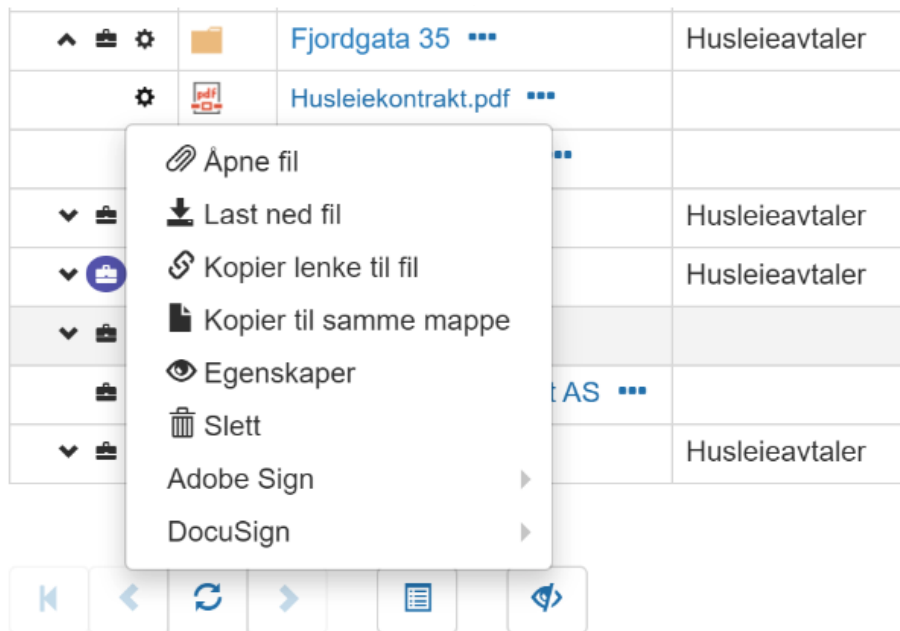 Fjordgata 35 Husleieavtaler
pdf Husleiekontrakt.pdf
Åpne fil
Last ned fil Husleieavtaler
Kopier lenke til fil Husleieavtaler
Kopier til samme mappe
Egenskaper AS
Slett Husleieavtaler
Adobe Sign
DocuSign